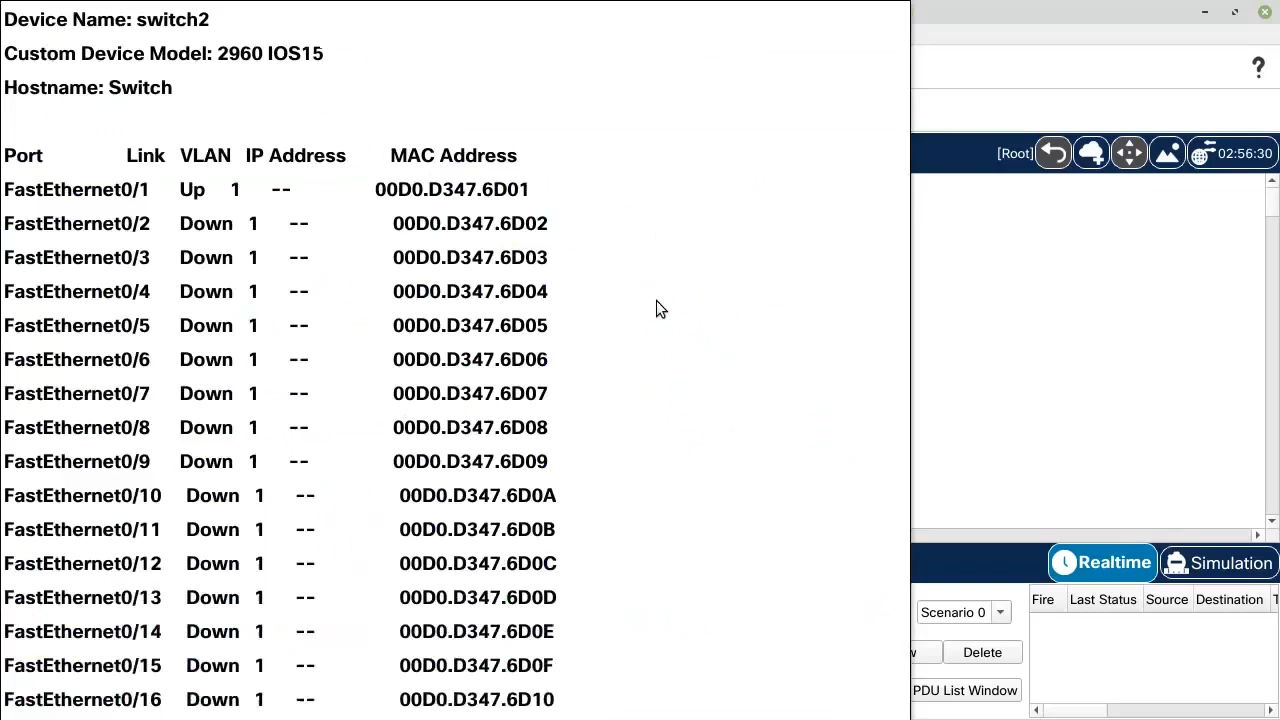 Device Name: switch2
Custom Device Model: 2960 IOS15
Hostname: Switch
Port Link VLAN IP Address MAC Address
FastEthernet0/1 Up 1 -- 00D0.D347.6D01
FastEthernet0/2 Down 1 -- 00D0.D347.6D02
FastEthernet0/3 Down 1 -- 00D0.D347.6D03
FastEthernet0/4 Down 1 -- 00D0.D347.6D04
FastEthernet0/5 Down 1 -- 00D0.D347.6D05
FastEthernet0/6 Down 1 -- 00D0.D347.6D06
FastEthernet0/7 Down 1 -- 00D0.D347.6D07
FastEthernet0/8 Down 1 -- 00D0.D347.6D08
FastEthernet0/9 Down 1 -- 00D0.D347.6D09
FastEthernet0/10 Down 1 -- 00D0.D347.6D0A
FastEthernet0/11 Down 1 -- 00D0.D347.6D0B
FastEthernet0/12 Down 1 -- 00D0.D347.6D0C
FastEthernet0/13 Down 1 -- 00D0.D347.6D0D
FastEthernet0/14 Down 1 -- 00D0.D347.6D0E
FastEthernet0/15 Down 1 -- 00D0.D347.6D0F
FastEthernet0/16 Down 1 -- 00D0.D347.6D10
?
[Root] 02:56:30
Realtime Simulation
Scenario 0
Fire Last Status Source Destination
Delete
PDU List Window